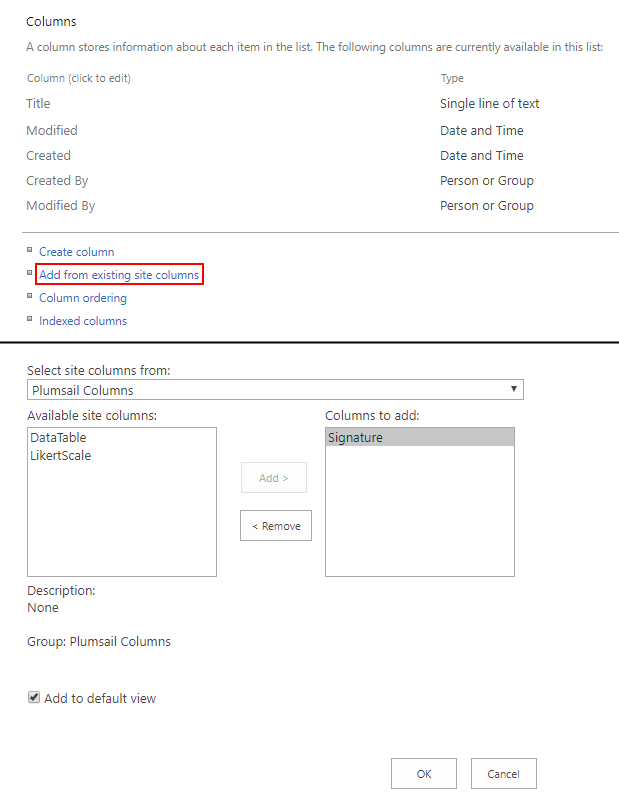 Columns
A column stores information about each item in the list. The following columns are currently available in this list:
Column (click to edit) Type
Title Single line of text
Modified Date and Time
Created Date and Time
Created By Person or Group
Modified By Person or Group
Create column
Add from existing site columns
Column ordering
Indexed columns
Select site columns from:
Plumsail Columns
Available site columns: Columns to add:
DataTable Signature
LikertScale
Add >
< Remove
Description:
None
Group: Plumsail Columns
Add to default view
OK Cancel